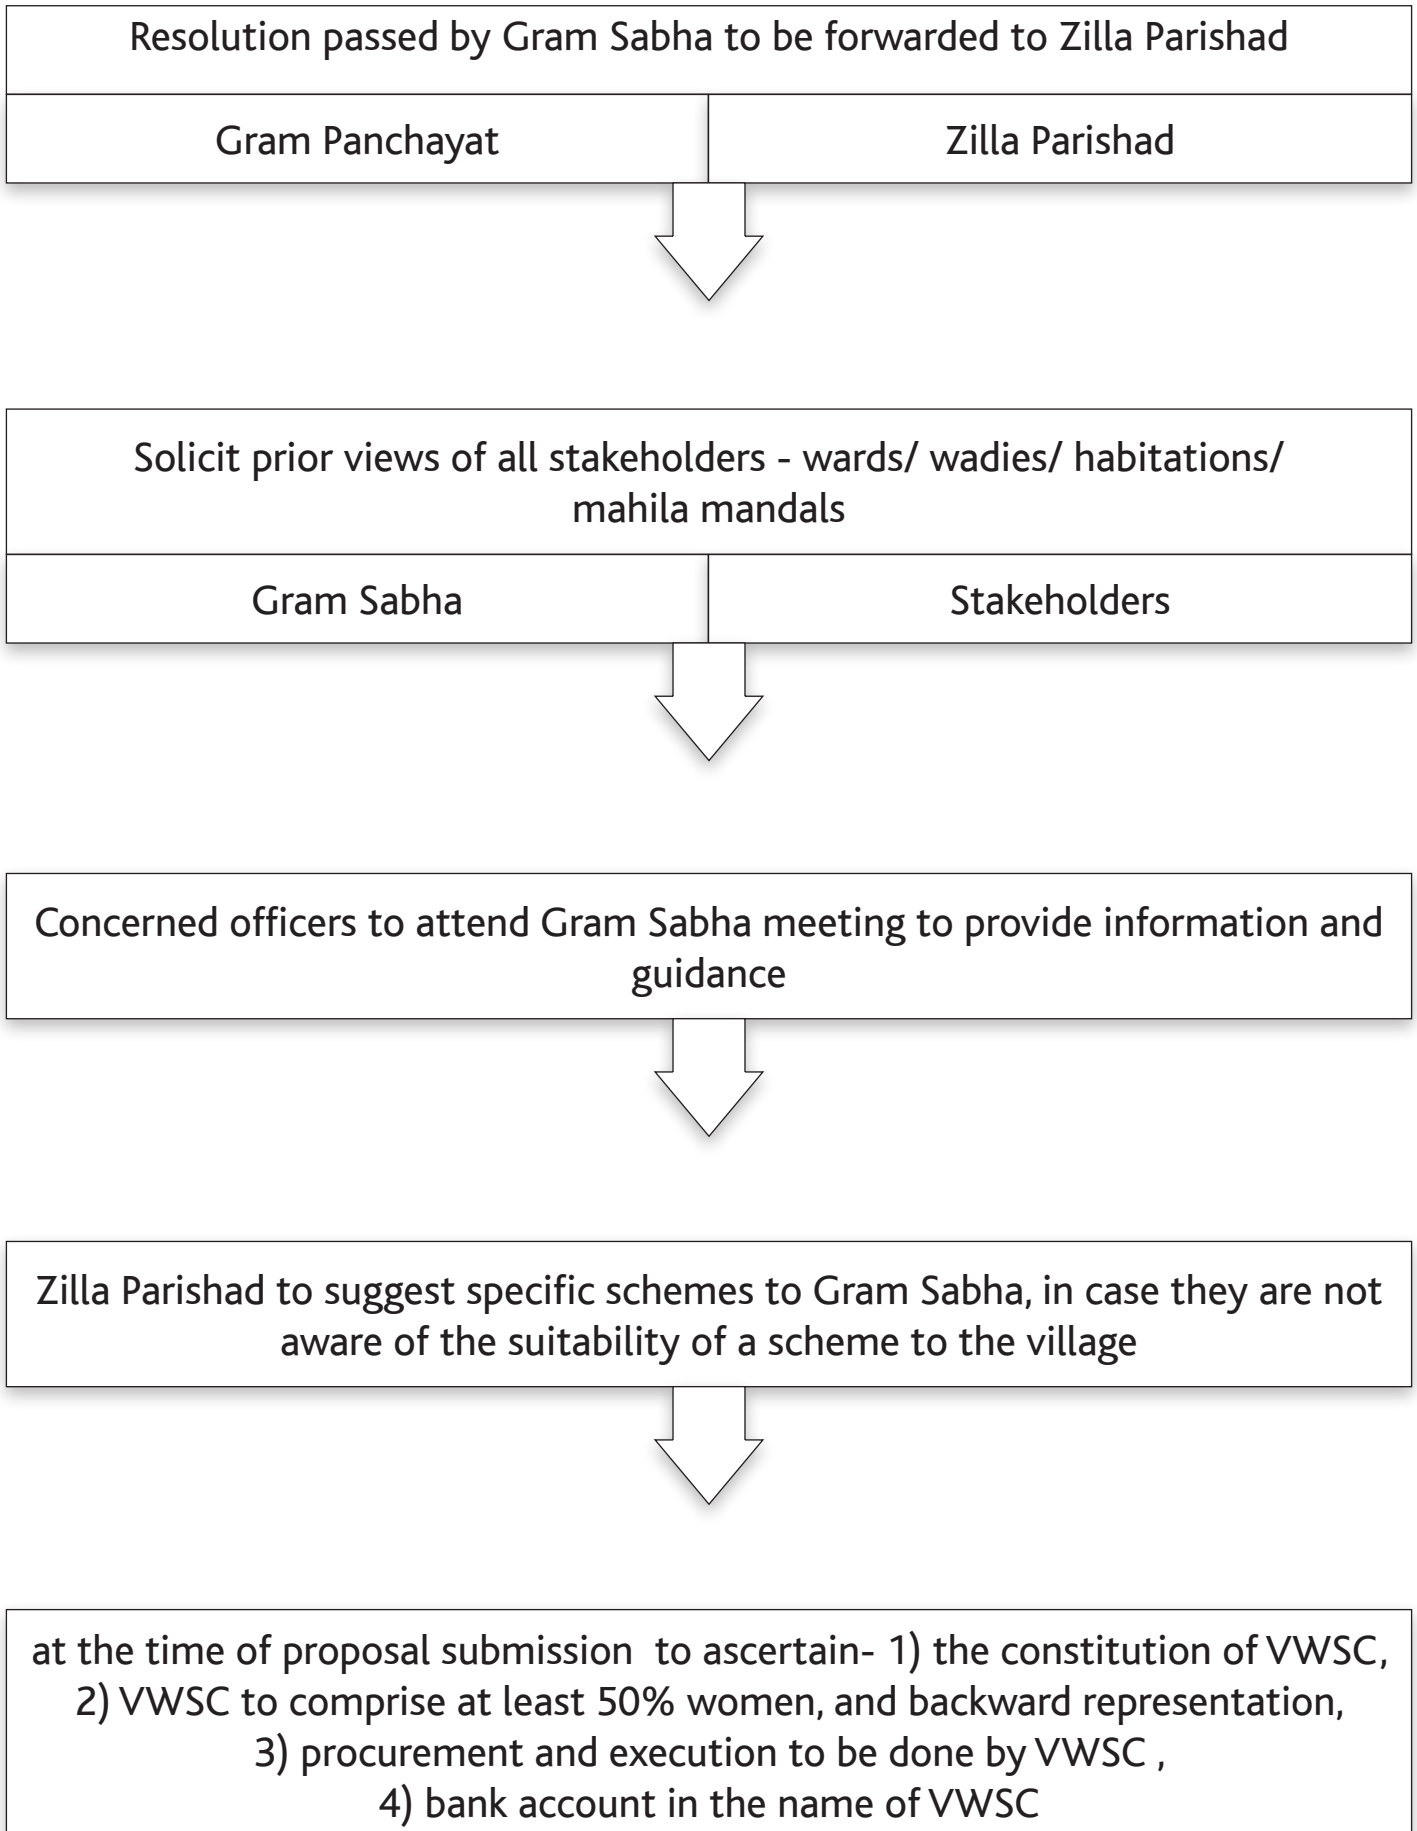 Resolution passed by Gram Sabha to be forwarded to Zilla Parishad
Gram Panchayat
Zilla Parishad
Solicit prior views of all stakeholders - wards/ wadies/ habitations/
mahila mandals
Gram Sabha
Stakeholders
Concerned officers to attend Gram Sabha meeting to provide information and
guidance
Zilla Parishad to suggest specific schemes to Gram Sabha, in case they are not
aware of the suitability of a scheme to the village
at the time of proposal submission  to ascertain- 1) the constitution of VWSC,
2) VWSC to comprise at least 50% women, and backward representation,
3) procurement and execution to be done by VWSC ,
4) bank account in the name of VWSC